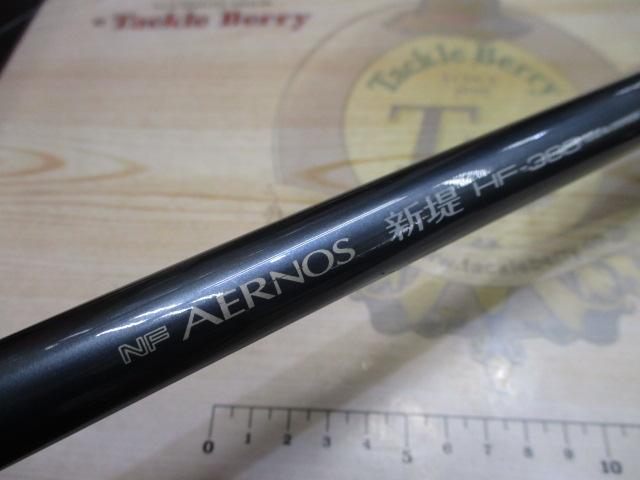 Tackle Berry
Tackle Berry
T
NF AERNOS 新堤 HF-385
0 1 2 3 4 5 6 7 8 9 10